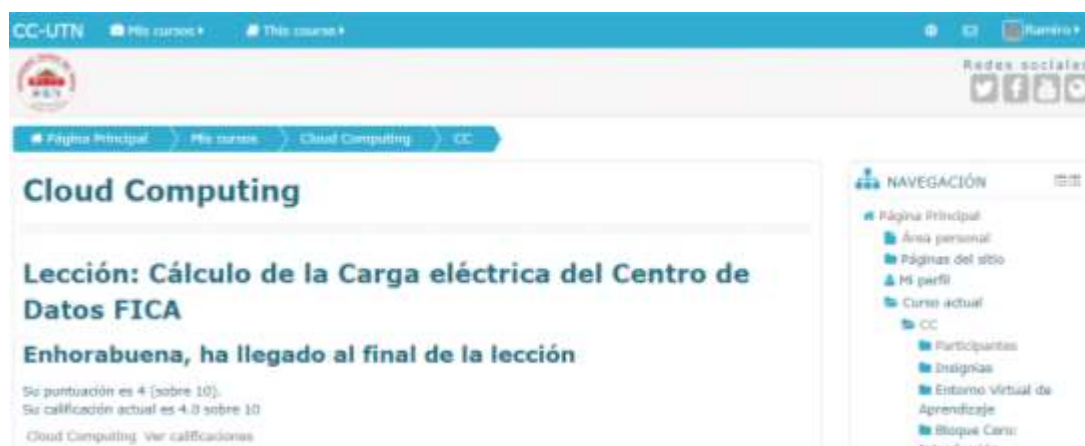 CC-UTN Mis cursos This course Ramiro
Redes sociales
Página Principal Mis cursos Cloud Computing CC
Cloud Computing
Lección: Cálculo de la Carga eléctrica del Centro de
Datos FICA
Enhorabuena, ha llegado al final de la lección
Su puntuación es 4 (sobre 10).
Su calificación actual es 4.0 sobre 10
Cloud Computing Ver calificaciones
NAVEGACIÓN
Página Principal
Área personal
Páginas del sitio
Mi perfil
Curso actual
CC
Participantes
Insignias
Entorno Virtual de
Aprendizaje
Bloque Cero: